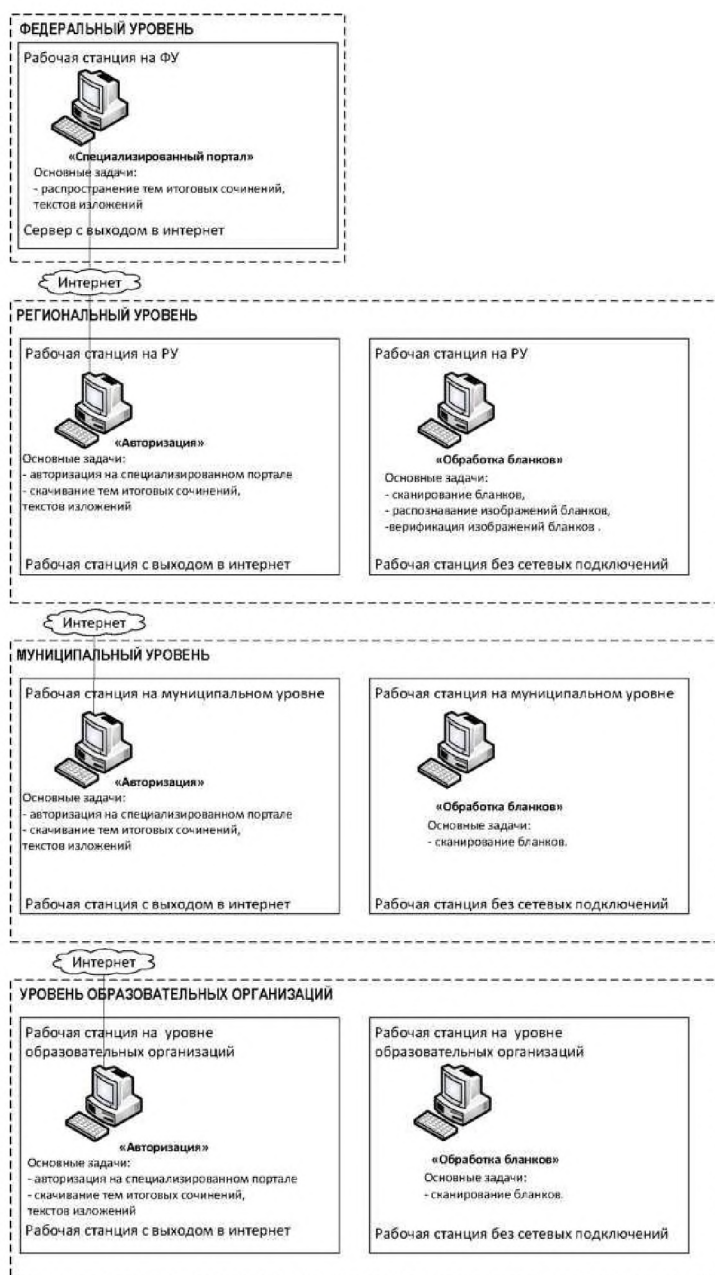 ФЕДЕРАЛЬНЫЙ УРОВЕНЬ
Рабочая станция на ФУ
«Специализированный портал»
Основные задачи:
- распространение тем итоговых сочинений,
текстов изложений
Сервер с выходом в интернет
Интернет
РЕГИОНАЛЬНЫЙ УРОВЕНЬ
Рабочая станция на РУ
«Авторизация»
Основные задачи:
- авторизация на специализированном портале
- скачивание тем итоговых сочинений,
текстов изложений
Рабочая станция с выходом в интернет
Рабочая станция на РУ
«Обработка бланков»
Основные задачи:
- сканирование бланков,
- распознавание изображений бланков,
-верификация изображений бланков .
Рабочая станция без сетевых подключений
Интернет
МУНИЦИПАЛЬНЫЙ УРОВЕНЬ
Рабочая станция на муниципальном уровне
«Авторизация»
Основные задачи:
- авторизация на специализированном портале
- скачивание тем итоговых сочинений,
текстов изложений
Рабочая станция с выходом в интернет
Рабочая станция на муниципальном уровне
«Обработка бланков»
Основные задачи:
- сканирование бланков.
Рабочая станция без сетевых подключений
Интернет
УРОВЕНЬ ОБРАЗОВАТЕЛЬНЫХ ОРГАНИЗАЦИЙ
Рабочая станция на уровне
образовательных организаций
«Авторизация»
Основные задачи:
- авторизация на специализированном портале
- скачивание тем итоговых сочинений,
текстов изложений
Рабочая станция с выходом в интернет
Рабочая станция на уровне
образовательных организаций
«Обработка бланков»
Основные задачи:
- сканирование бланков.
Рабочая станция без сетевых подключений